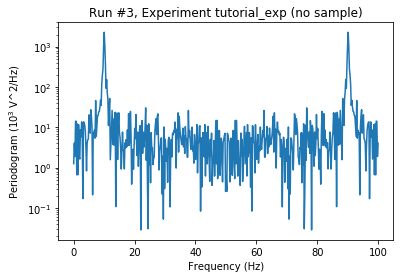 Run #3, Experiment tutorial_exp (no sample)
Periodogram (10³ V^2/Hz)
10³
10²
10¹
10⁰
10⁻¹
0 20 40 60 80 100
Frequency (Hz)